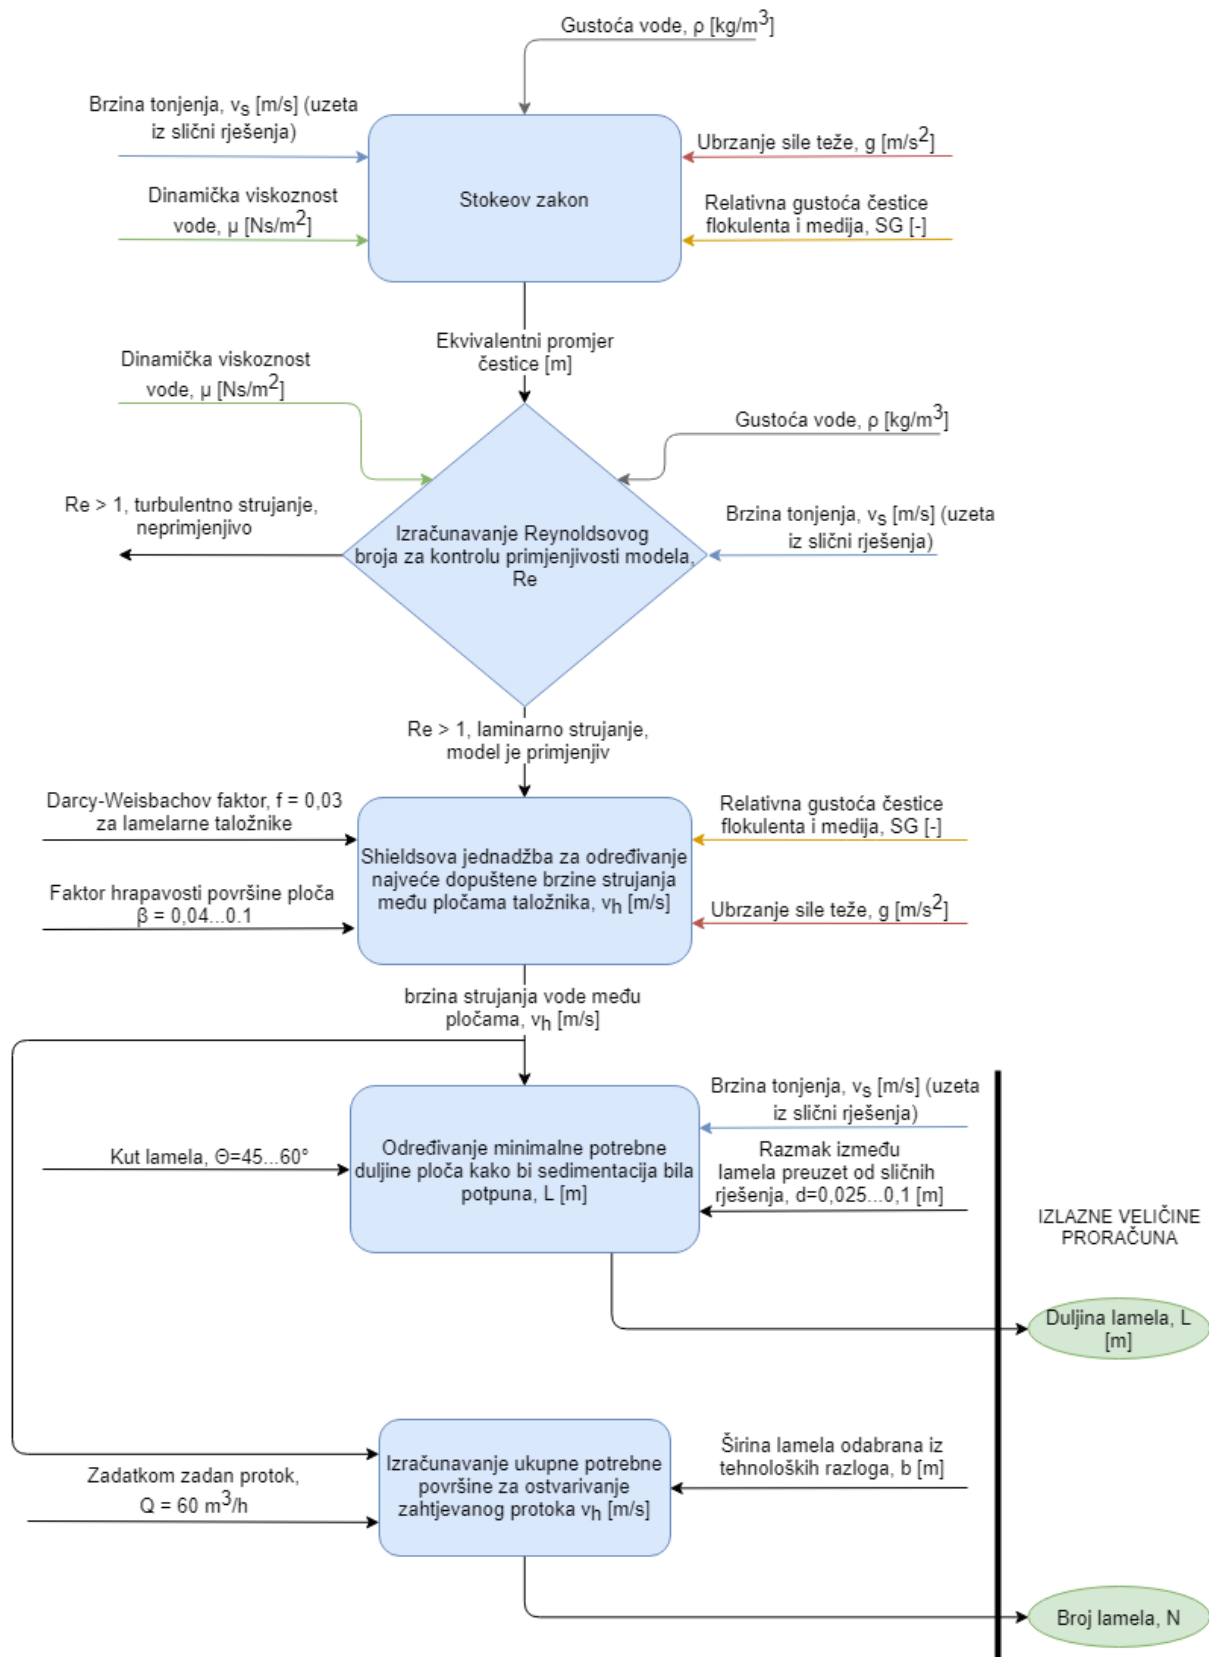 Gustoća vode, ρ [kg/m³]
Brzina tonjenja, vₛ [m/s] (uzeta
iz slični rješenja)
Ubrzanje sile teže, g [m/s²]
Dinamička viskoznost
vode, μ [Ns/m²]
Stokeov zakon
Relativna gustoća čestice
flokulenta i medija, SG [-]
Ekvivalentni promjer
čestice [m]
Dinamička viskoznost
vode, μ [Ns/m²]
Gustoća vode, ρ [kg/m³]
Re > 1, turbulentno strujanje,
neprimjenjivo
Izračunavanje Reynoldsovog
broja za kontrolu primjenjivosti modela,
Re
Brzina tonjenja, vₛ [m/s] (uzeta
iz slični rješenja)
Re > 1, laminarno strujanje,
model je primjenjiv
Darcy-Weisbachov faktor, f = 0,03
za lamelarne taložnike
Relativna gustoća čestice
flokulenta i medija, SG [-]
Shieldsova jednadžba za određivanje
najveće dopuštene brzine strujanja
među pločama taložnika, vₕ [m/s]
Faktor hrapavosti površine ploča
β = 0,04...0.1
Ubrzanje sile teže, g [m/s²]
brzina strujanja vode među
pločama, vₕ [m/s]
Brzina tonjenja, vₛ [m/s] (uzeta
iz slični rješenja)
Kut lamela, Θ=45...60°
Određivanje minimalne potrebne
duljine ploča kako bi sedimentacija bila
potpuna, L [m]
Razmak između
lamela preuzet od sličnih
rješenja, d=0,025...0,1 [m]
IZLAZNE VELIČINE
PRORAČUNA
Duljina lamela, L
[m]
Širina lamela odabrana iz
tehnoloških razloga, b [m]
Izračunavanje ukupne potrebne
površine za ostvarivanje
zahtjevanog protoka vₕ [m/s]
Zadatkom zadan protok,
Q = 60 m³/h
Broj lamela, N